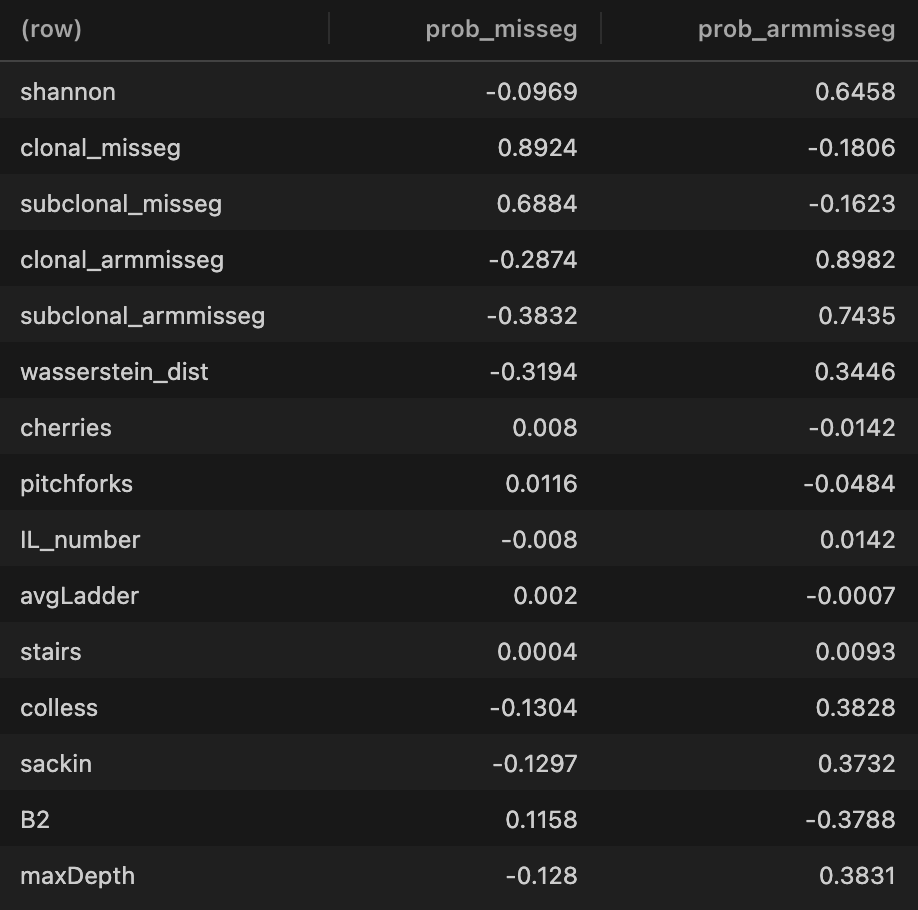 (row) prob_misseg prob_armmisseg
shannon -0.0969 0.6458
clonal_misseg 0.8924 -0.1806
subclonal_misseg 0.6884 -0.1623
clonal_armmisseg -0.2874 0.8982
subclonal_armmisseg -0.3832 0.7435
wasserstein_dist -0.3194 0.3446
cherries 0.008 -0.0142
pitchforks 0.0116 -0.0484
IL_number -0.008 0.0142
avgLadder 0.002 -0.0007
stairs 0.0004 0.0093
colless -0.1304 0.3828
sackin -0.1297 0.3732
B2 0.1158 -0.3788
maxDepth -0.128 0.3831